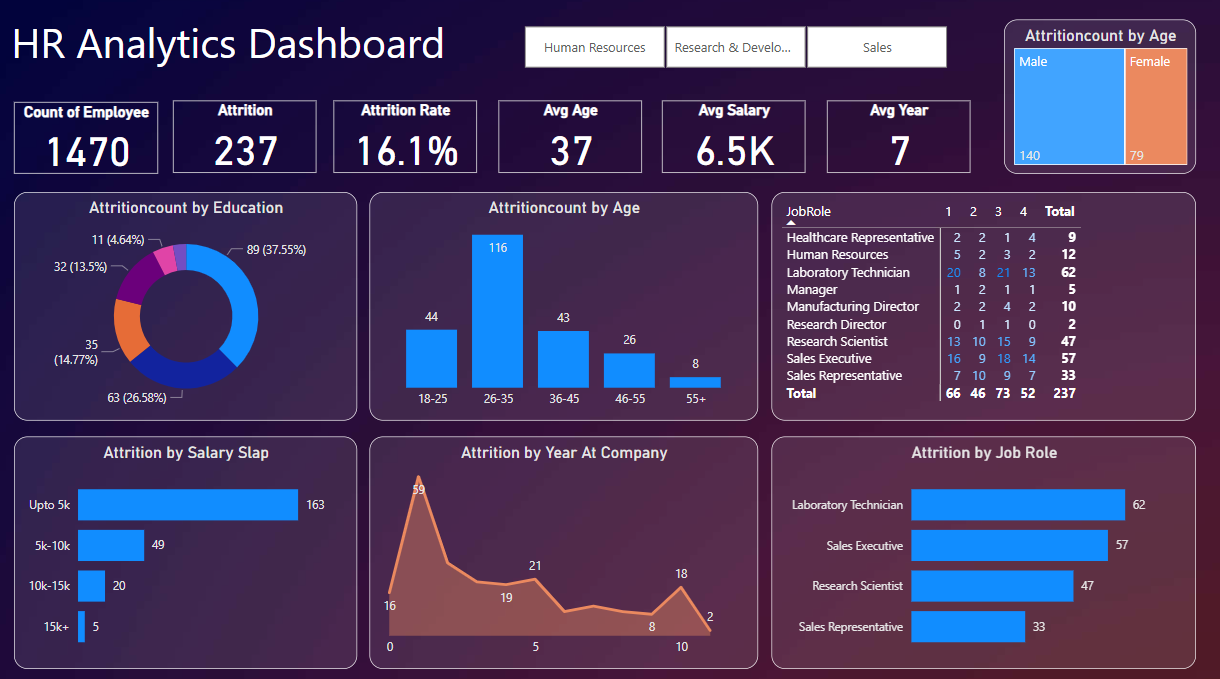 HR Analytics Dashboard
Human Resources
Research & Develo...
Sales
Attritioncount by Age
Male
Female
140
79
Count of Employee
1470
Attrition
237
Attrition Rate
16.1%
Avg Age
37
Avg Salary
6.5K
Avg Year
7
Attritioncount by Education
11 (4.64%)
89 (37.55%)
32 (13.5%)
35
(14.77%)
63 (26.58%)
Attritioncount by Age
116
44
43
26
8
18-25
26-35
36-45
46-55
55+
JobRole 1 2 3 4 Total
Healthcare Representative 2 2 1 4 9
Human Resources 5 2 3 2 12
Laboratory Technician 20 8 21 13 62
Manager 1 2 1 1 5
Manufacturing Director 2 2 4 2 10
Research Director 0 1 1 0 2
Research Scientist 13 10 15 9 47
Sales Executive 16 9 18 14 57
Sales Representative 7 10 9 7 33
Total 66 46 73 52 237
Attrition by Salary Slap
Upto 5k 163
5k-10k 49
10k-15k 20
15k+ 5
Attrition by Year At Company
59
21
18
16
19
8
2
0
5
10
Attrition by Job Role
Laboratory Technician 62
Sales Executive 57
Research Scientist 47
Sales Representative 33